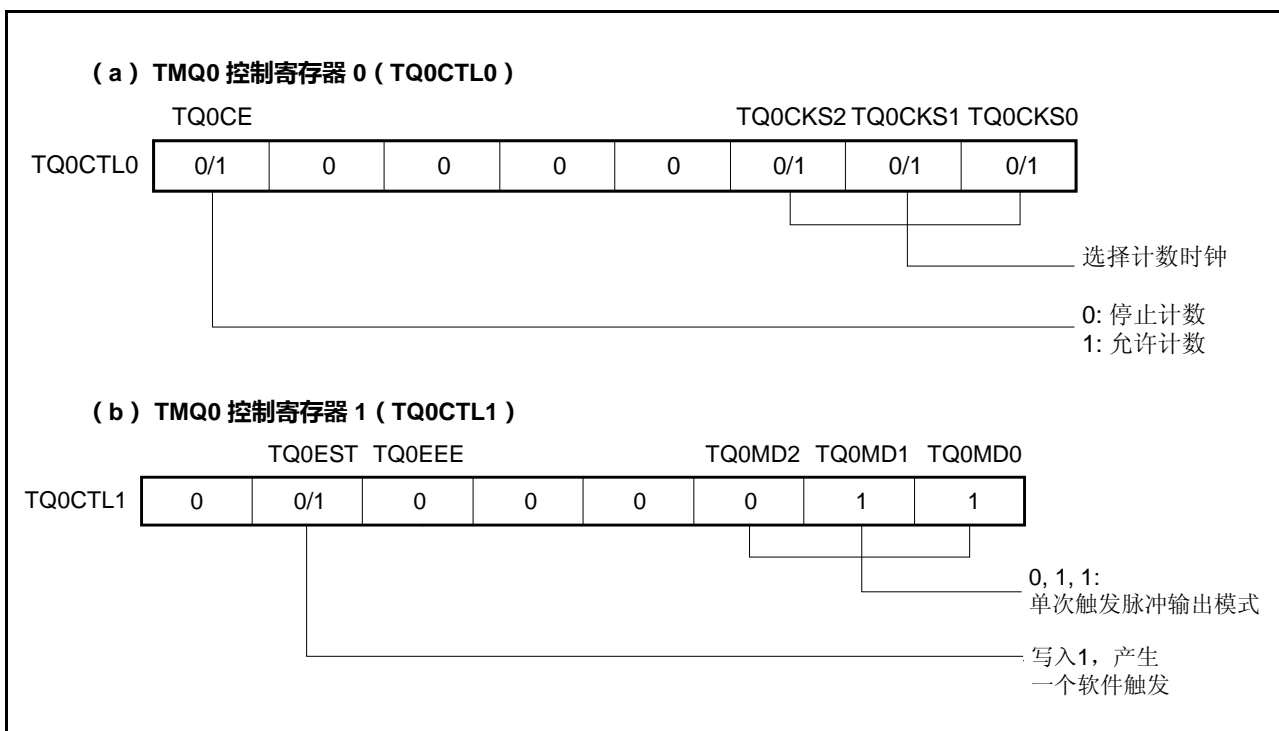 （a）TMQ0 控制寄存器 0（TQ0CTL0）
TQ0CE TQ0CKS2 TQ0CKS1 TQ0CKS0
TQ0CTL0 0/1 0 0 0 0 0/1 0/1 0/1
选择计数时钟
0: 停止计数
1: 允许计数
（b） TMQ0 控制寄存器 1（TQ0CTL1）
TQ0EST TQ0EEE TQ0MD2 TQ0MD1 TQ0MD0
TQ0CTL1 0 0/1 0 0 0 0 1 1
0, 1, 1:
单次触发脉冲输出模式
写入1，产生
一个软件触发